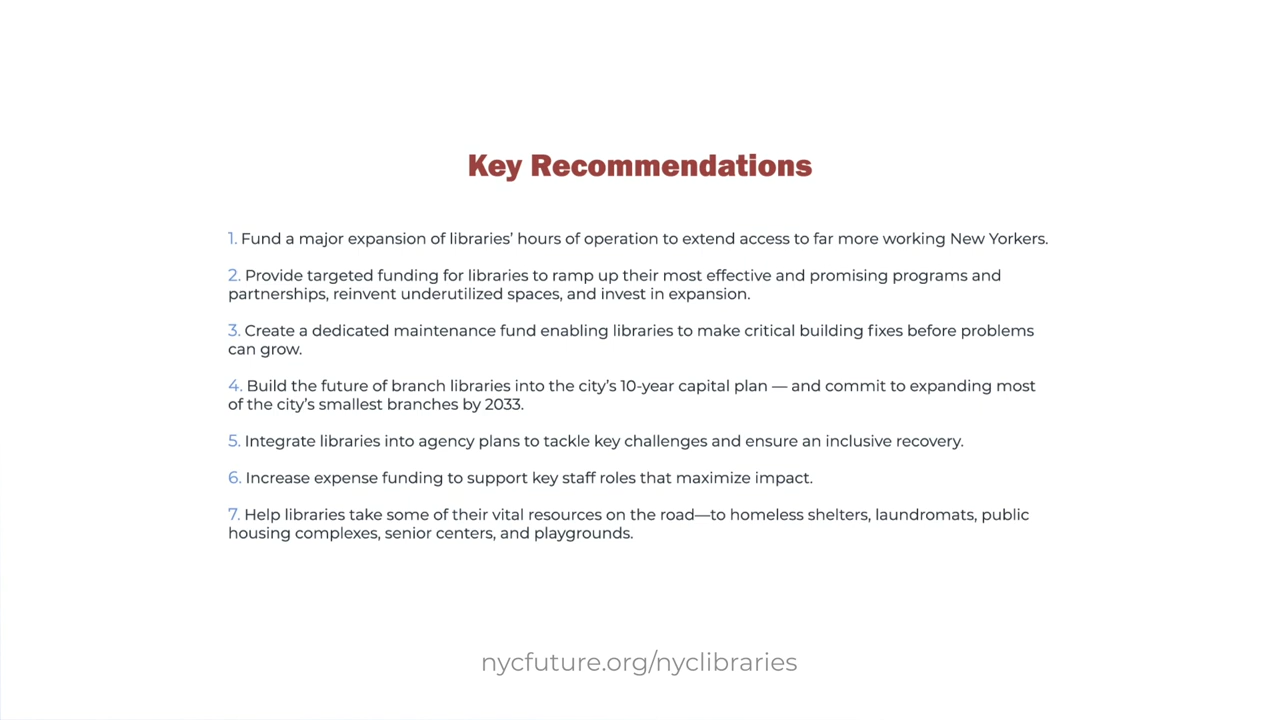 Key Recommendations
1. Fund a major expansion of libraries’ hours of operation to extend access to far more working New Yorkers.
2. Provide targeted funding for libraries to ramp up their most effective and promising programs and
partnerships, reinvent underutilized spaces, and invest in expansion.
3. Create a dedicated maintenance fund enabling libraries to make critical building fixes before problems
can grow.
4. Build the future of branch libraries into the city’s 10-year capital plan — and commit to expanding most
of the city’s smallest branches by 2033.
5. Integrate libraries into agency plans to tackle key challenges and ensure an inclusive recovery.
6. Increase expense funding to support key staff roles that maximize impact.
7. Help libraries take some of their vital resources on the road—to homeless shelters, laundromats, public
housing complexes, senior centers, and playgrounds.
nycfuture.org/nyclibraries